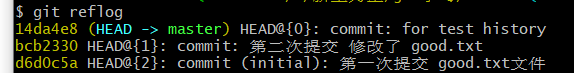 $ git reflog
14da4e8 (HEAD -> master) HEAD@{0}: commit: for test history
bcb2330 HEAD@{1}: commit: 第二次提交 修改了 good.txt
d6d0c5a HEAD@{2}: commit (initial): 第一次提交 good.txt文件